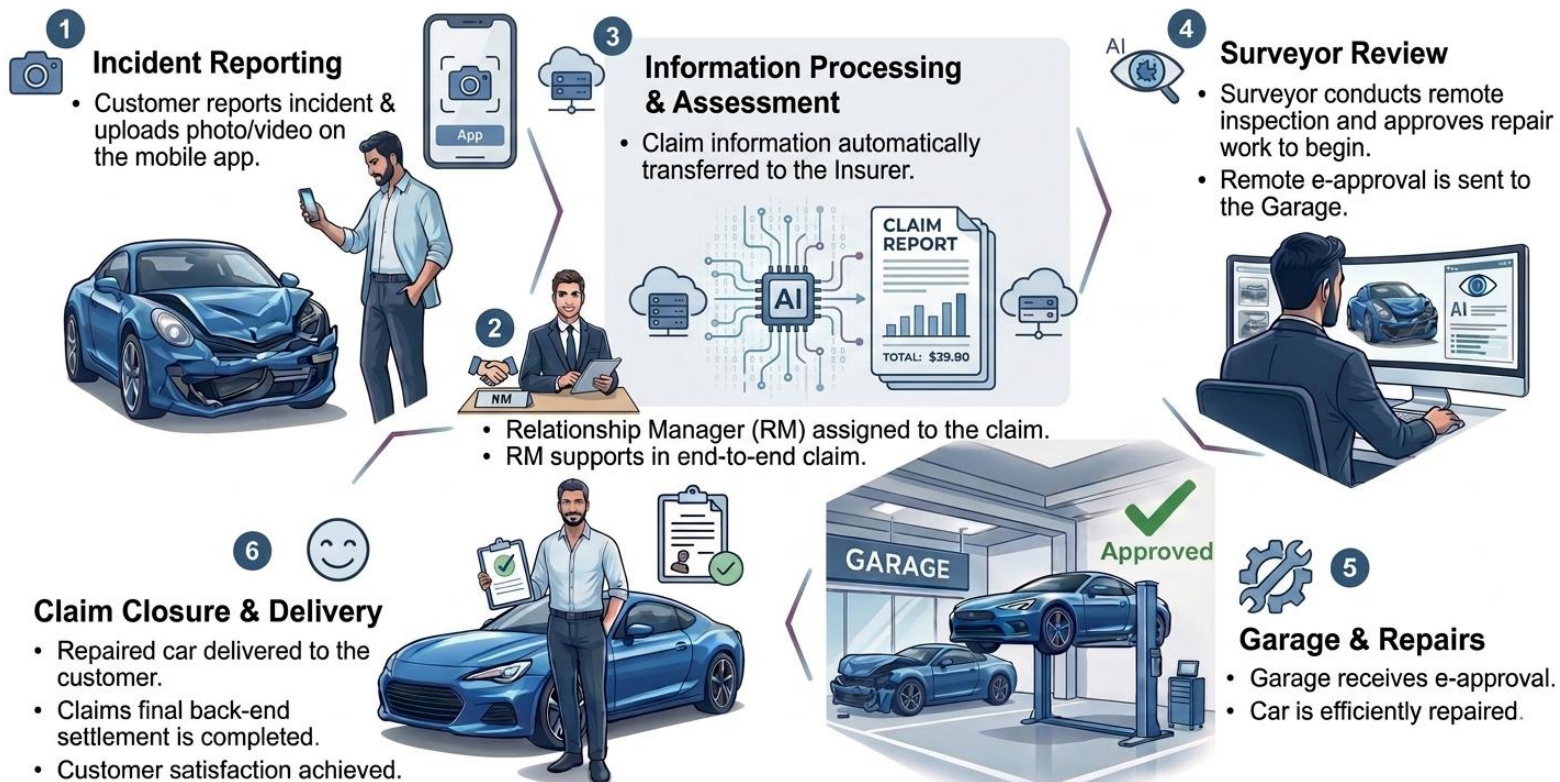 1
Incident Reporting
• Customer reports incident &
uploads photo/video on
the mobile app.
App
2
NM
• Relationship Manager (RM) assigned to the claim.
• RM supports in end-to-end claim.
3
Information Processing
& Assessment
• Claim information automatically
transferred to the Insurer.
AI
CLAIM
REPORT
TOTAL: $39.80
AI
4
Surveyor Review
• Surveyor conducts remote
inspection and approves repair
work to begin.
• Remote e-approval is sent to
the Garage.
AI
GARAGE
Approved
5
Garage & Repairs
• Garage receives e-approval.
• Car is efficiently repaired.
6
Claim Closure & Delivery
• Repaired car delivered to the
customer.
• Claims final back-end
settlement is completed.
• Customer satisfaction achieved.